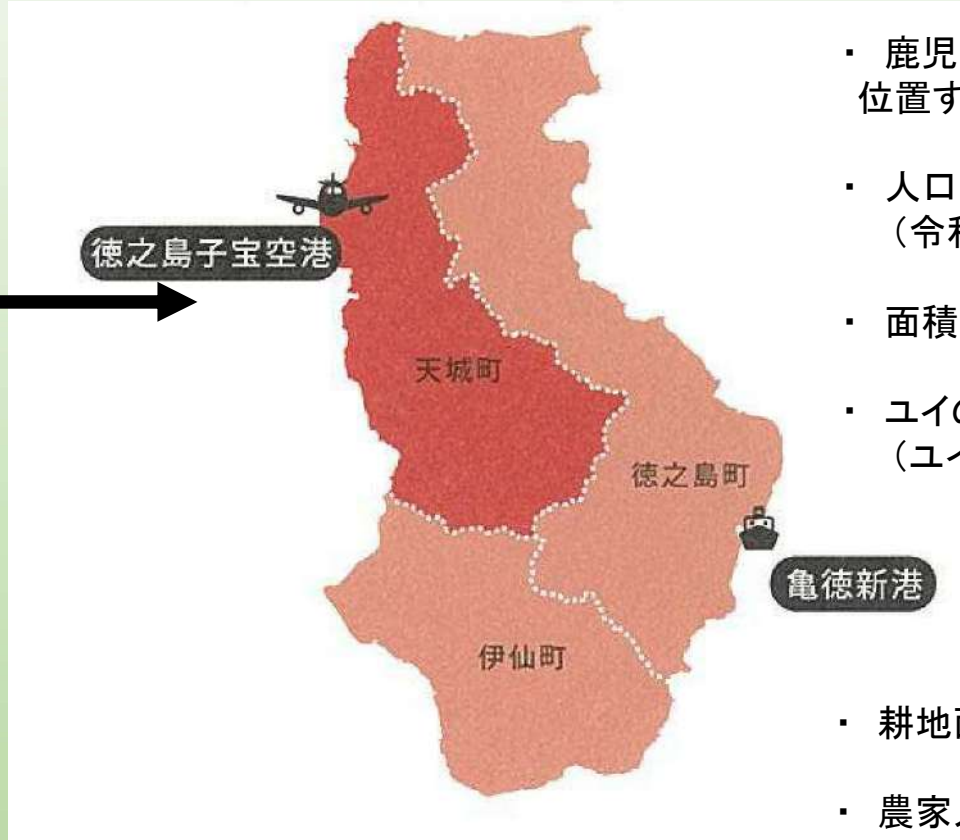 徳之島子宝空港
天城町
徳之島町
亀徳新港
伊仙町
・ 鹿児
位置す
・ 人口
（令和
・ 面積
・ ユイの
（ユイ
・ 耕地面
・ 農家